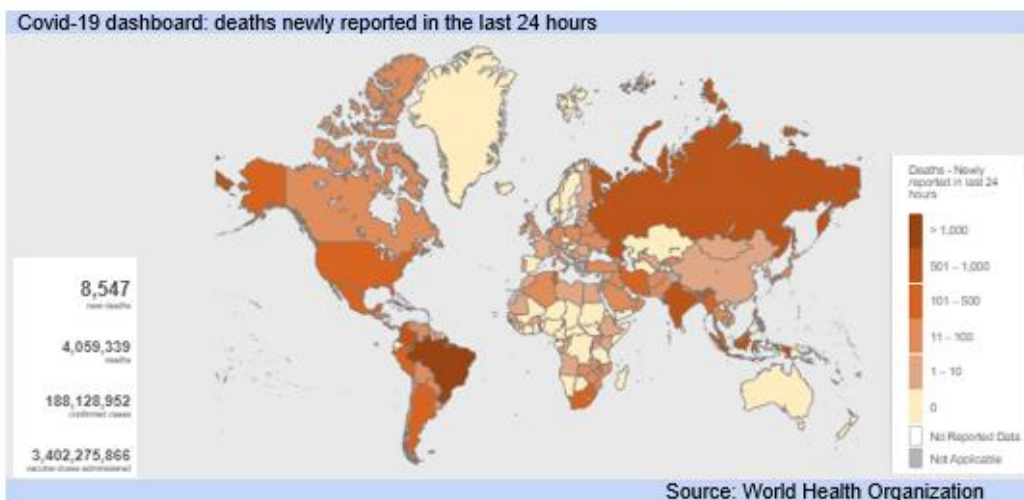 Covid-19 dashboard: deaths newly reported in the last 24 hours
8,547
new deaths
4,059,339
deaths
188,128,952
confirmed cases
3,402,275,866
vaccine doses administered
Deaths - Newly
reported in last 24
hours
> 1,000
501 – 1,000
101 – 500
11 – 100
1 – 10
0
No Reported Data
Not Applicable
Source: World Health Organization